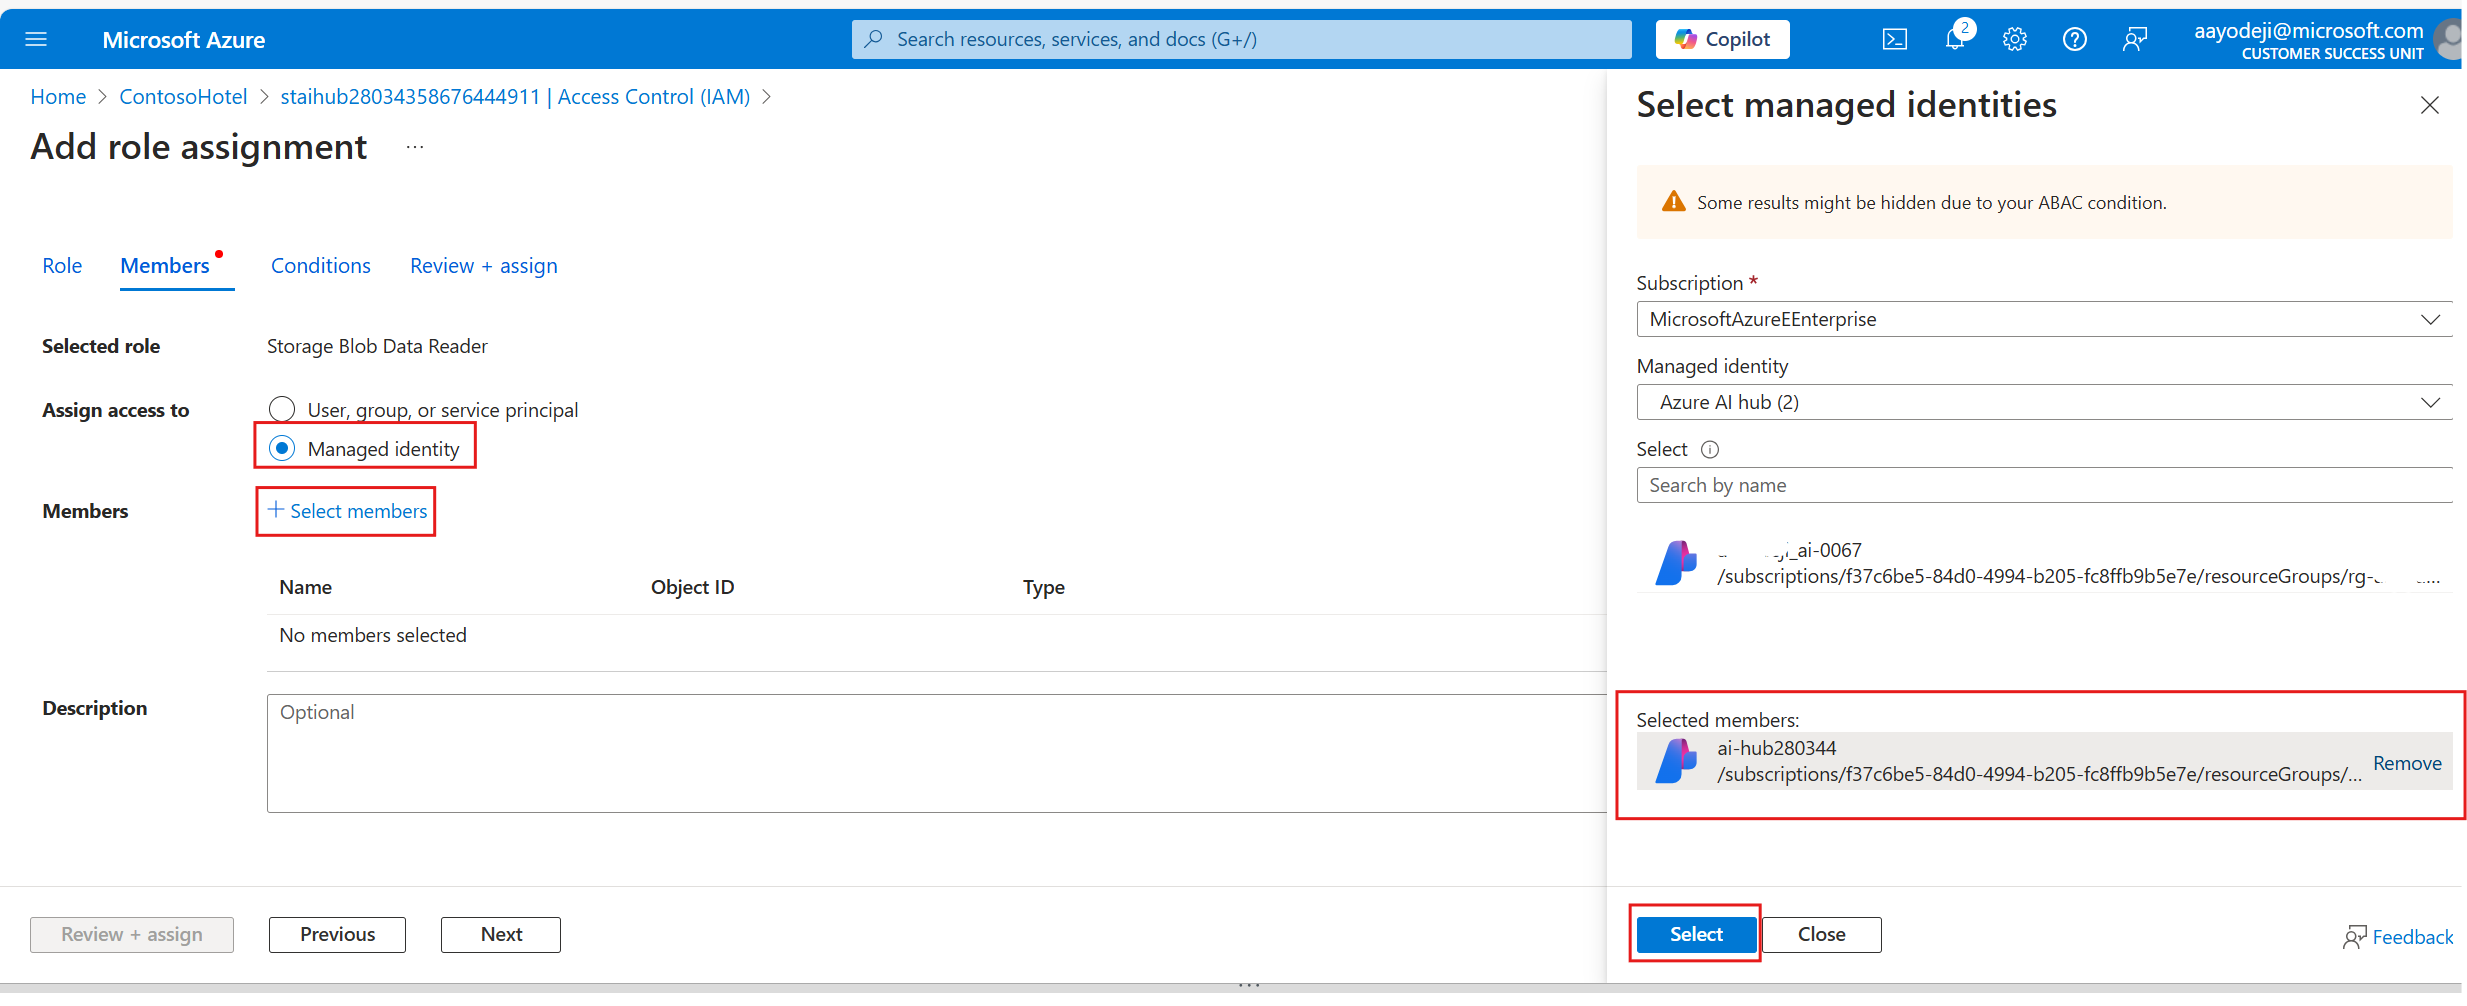 Microsoft Azure
Search resources, services, and docs (G+/)
Copilot
2
aayodeji@microsoft.com
CUSTOMER SUCCESS UNIT
Home > ContosoHotel > staihub28034358676444911 | Access Control (IAM) >
Add role assignment ...
Role
Members
Conditions
Review + assign
Selected role
Storage Blob Data Reader
Assign access to
User, group, or service principal
Managed identity
Members
+ Select members
Name
Object ID
Type
No members selected
Description
Optional
Review + assign
Previous
Next
Select managed identities
Some results might be hidden due to your ABAC condition.
Subscription *
MicrosoftAzureEEnterprise
Managed identity
Azure AI hub (2)
Select
Search by name
_ai-0067
/subscriptions/f37c6be5-84d0-4994-b205-fc8ffb9b5e7e/resourceGroups/rg-
Selected members:
ai-hub280344
/subscriptions/f37c6be5-84d0-4994-b205-fc8ffb9b5e7e/resourceGroups/...
Remove
Select
Close
Feedback